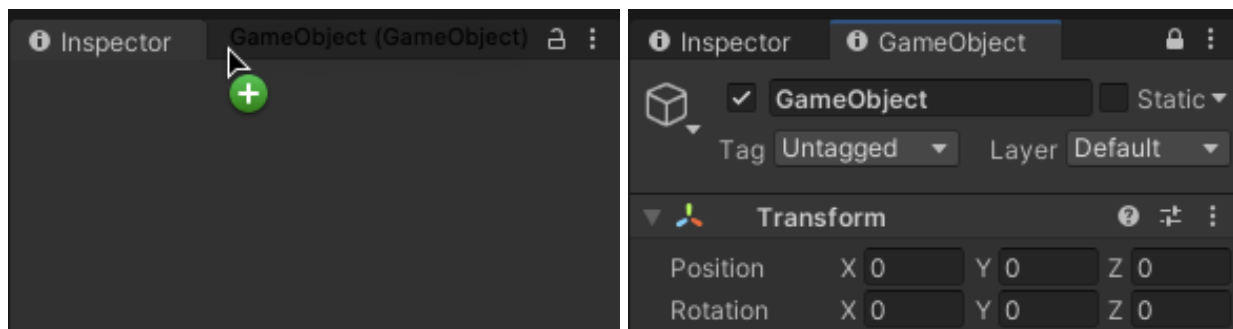 Inspector
GameObject (GameObject)
Inspector
GameObject
GameObject
Static
Tag Untagged
Layer Default
Transform
Position X 0 Y 0 Z 0
Rotation X 0 Y 0 Z 0